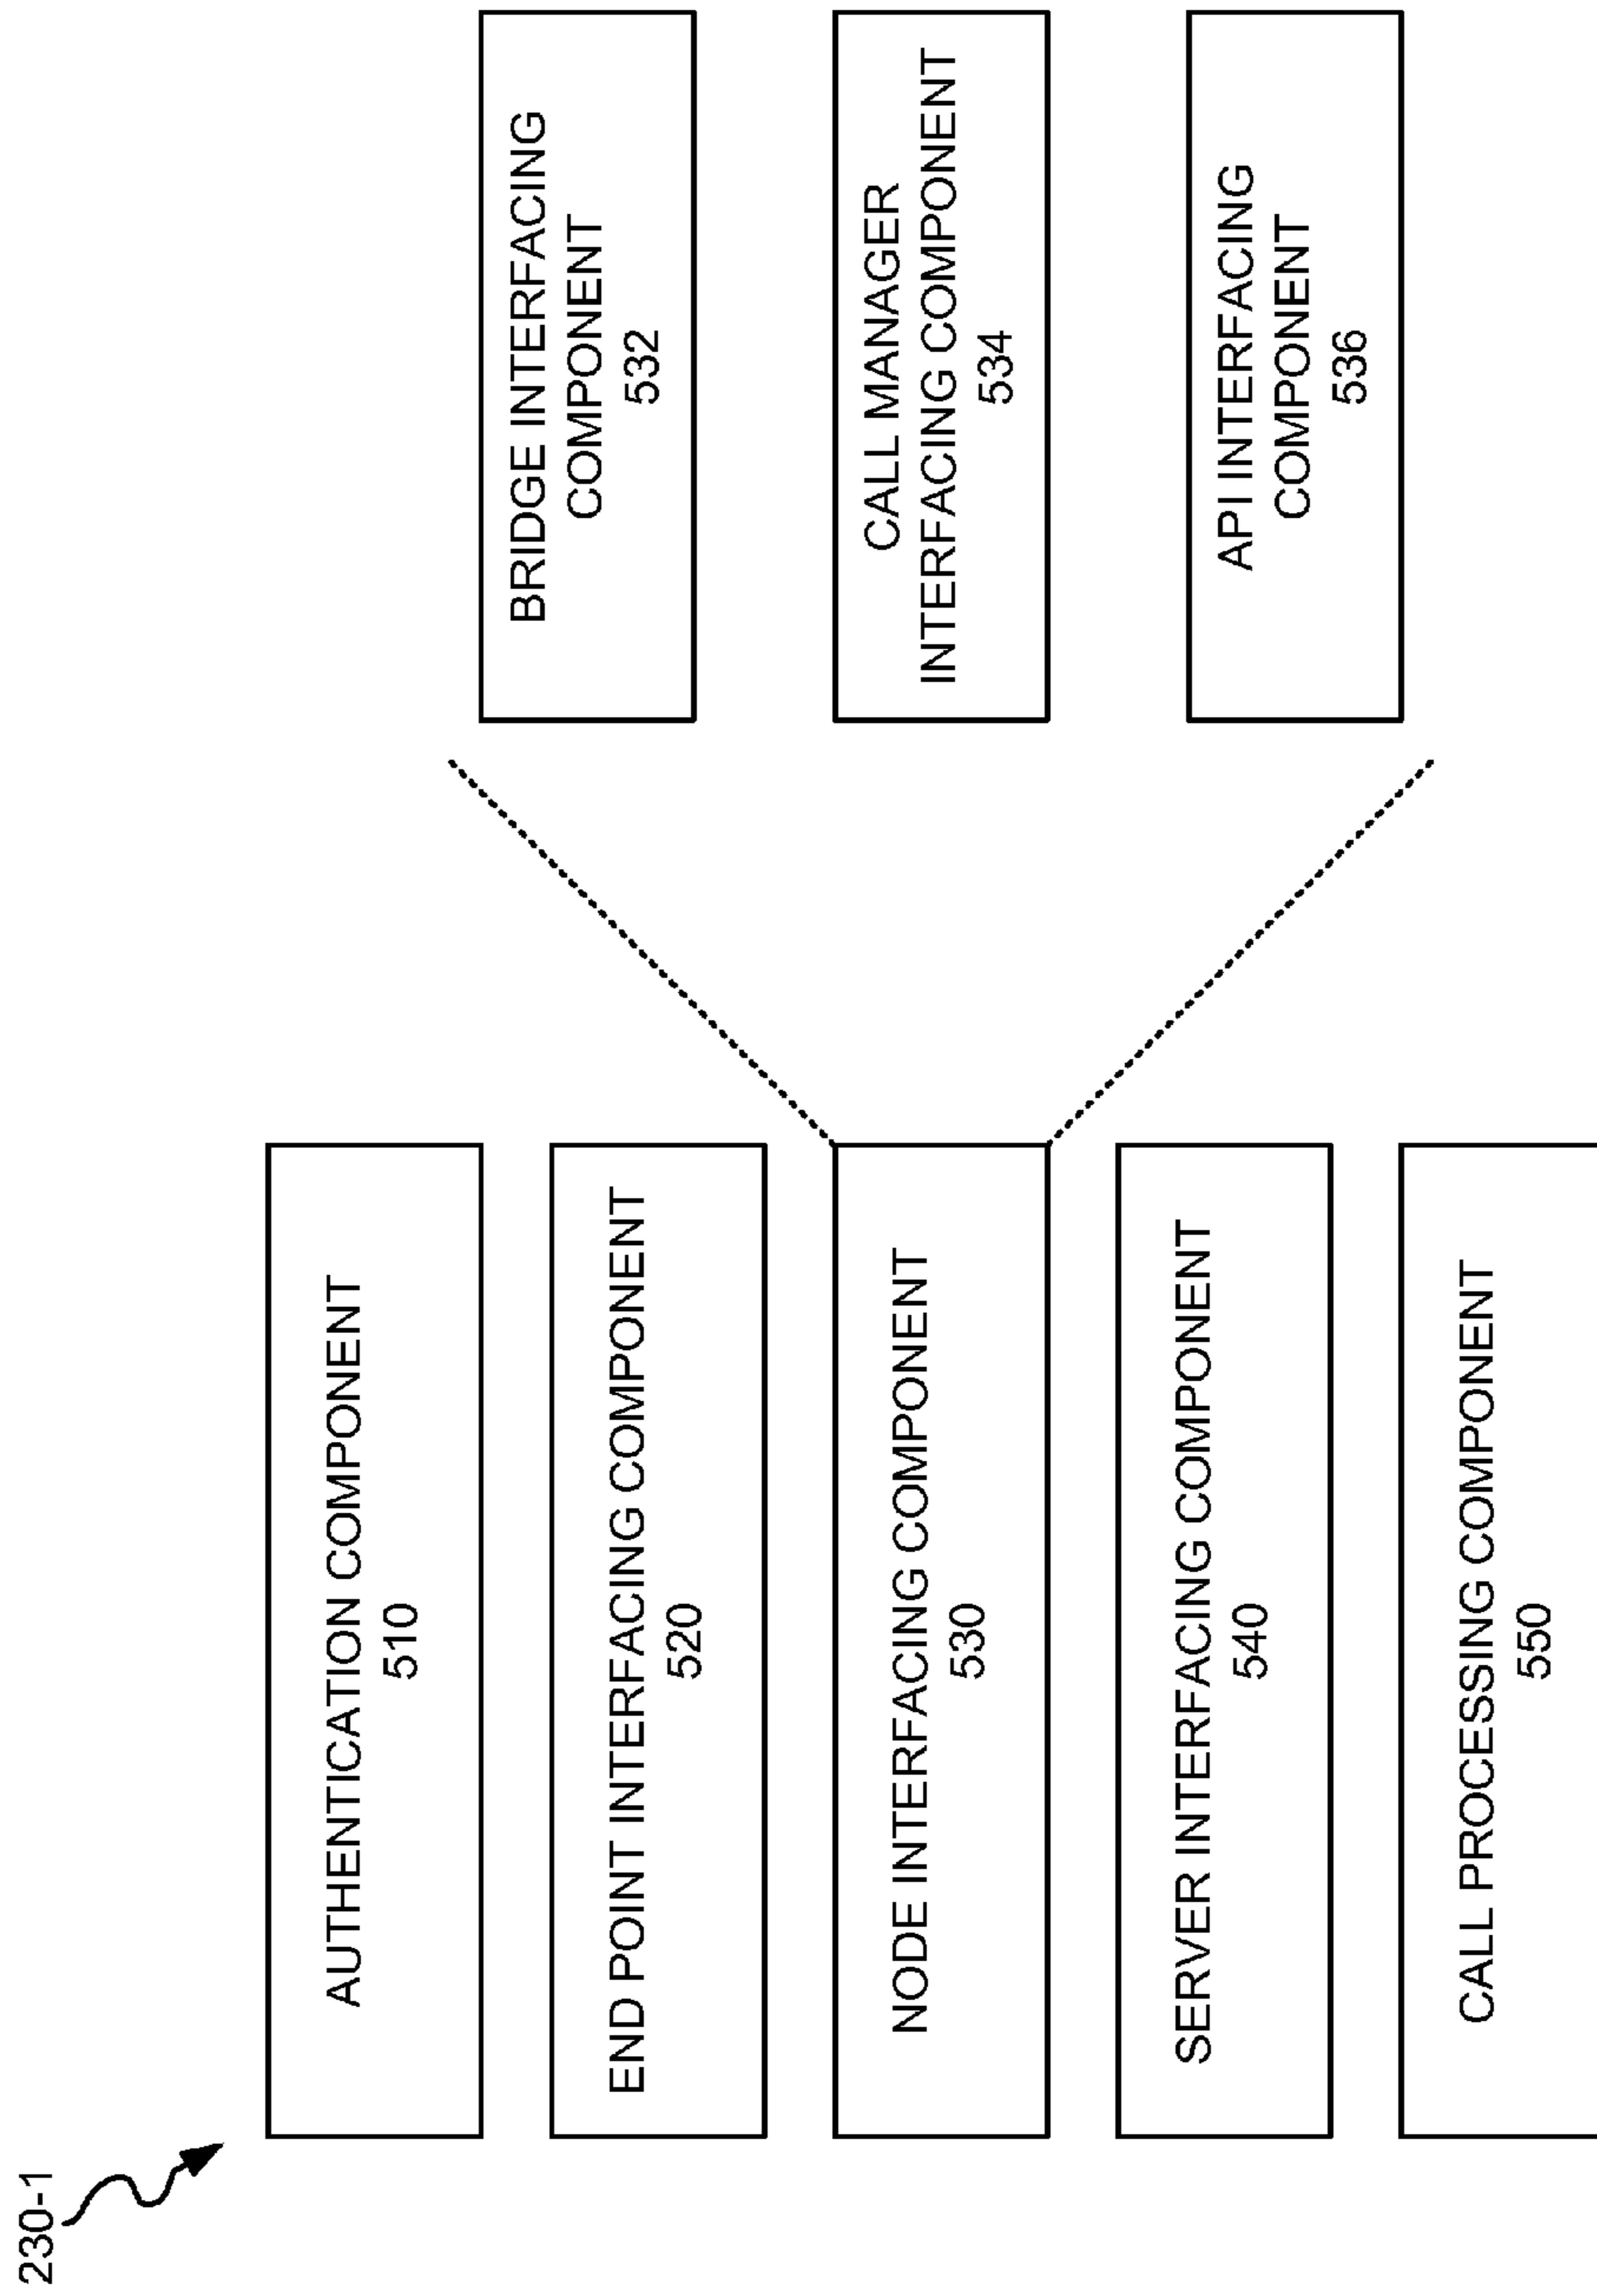 230-1
AUTHENTICATION COMPONENT
510
END POINT INTERFACING COMPONENT
520
NODE INTERFACING COMPONENT
530
SERVER INTERFACING COMPONENT
540
CALL PROCESSING COMPONENT
550
BRIDGE INTERFACING
COMPONENT
532
CALL MANAGER
INTERFACING COMPONENT
534
API INTERFACING
COMPONENT
536